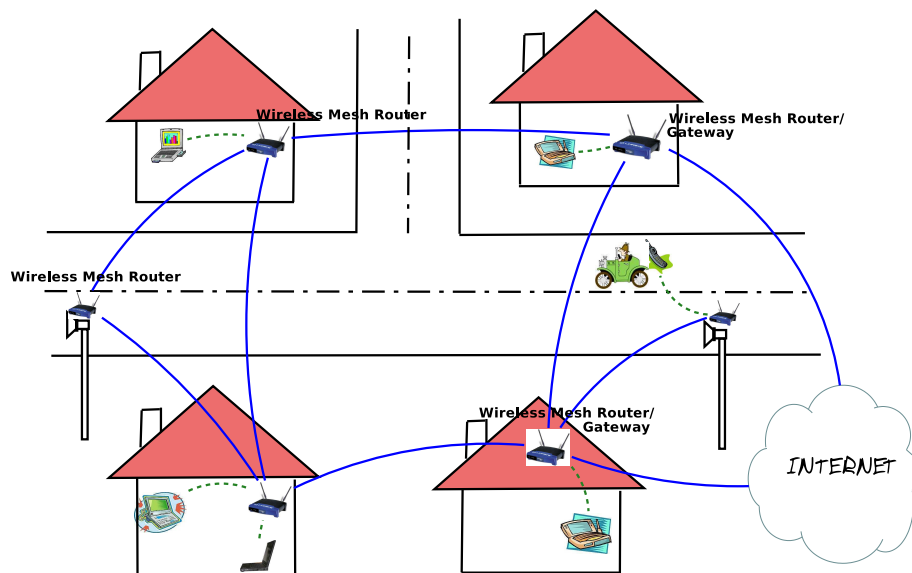 Wireless Mesh Router
Wireless Mesh Router/
Gateway
Wireless Mesh Router
Wireless Mesh Router/
Gateway
INTERNET